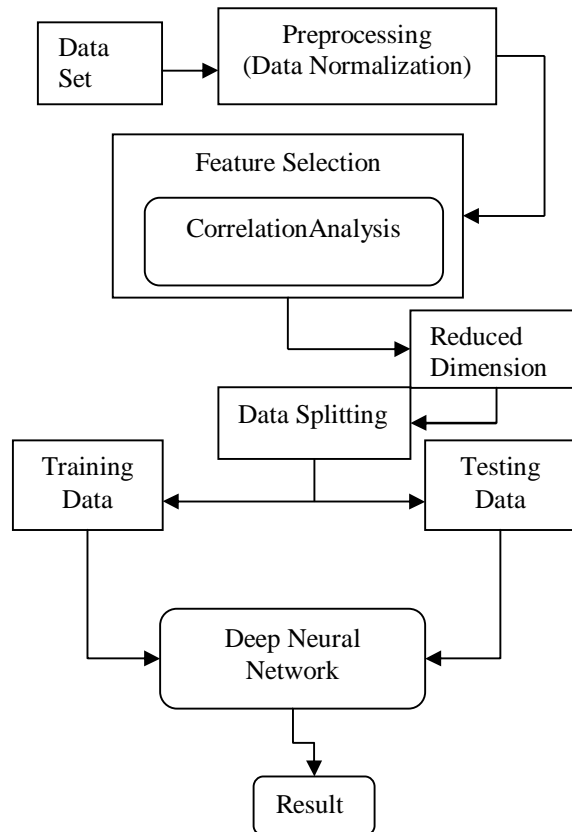 Data
Set
Preprocessing
(Data Normalization)
Feature Selection
CorrelationAnalysis
Reduced
Dimension
Data Splitting
Training
Data
Testing
Data
Deep Neural
Network
Result